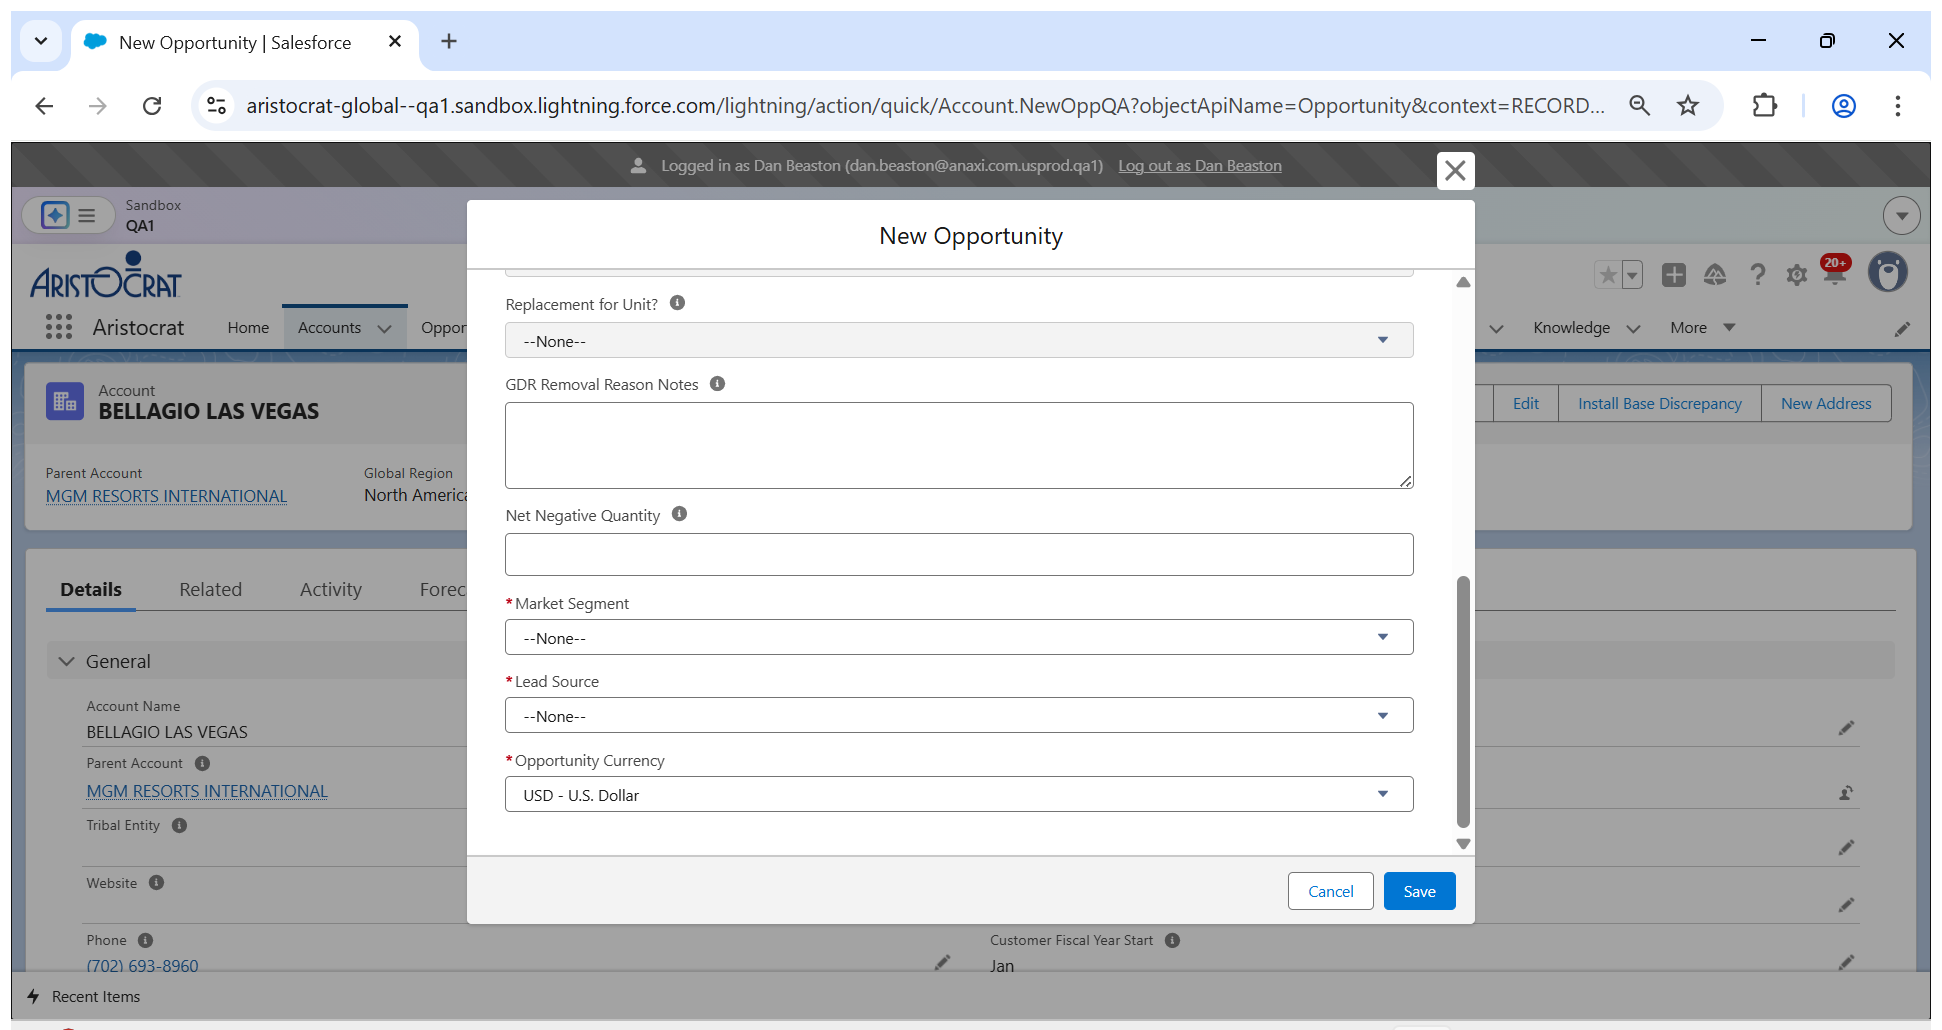 New Opportunity | Salesforce
aristocrat-global--qa1.sandbox.lightning.force.com/lightning/action/quick/Account.NewOppQA?objectApiName=Opportunity&context=RECORD...
Logged in as Dan Beaston (dan.beaston@anaxi.com.usprod.qa1) Log out as Dan Beaston
Sandbox
QA1
ARISTOCRAT
20+
Aristocrat
Home
Accounts
Oppor
Knowledge
More
Account
BELLAGIO LAS VEGAS
Edit
Install Base Discrepancy
New Address
Parent Account
MGM RESORTS INTERNATIONAL
Global Region
North America
Details
Related
Activity
Forec
General
Account Name
BELLAGIO LAS VEGAS
Parent Account
MGM RESORTS INTERNATIONAL
Tribal Entity
Website
Phone
(702) 693-8960
Customer Fiscal Year Start
Jan
New Opportunity
Replacement for Unit?
--None--
GDR Removal Reason Notes
Net Negative Quantity
*Market Segment
--None--
*Lead Source
--None--
*Opportunity Currency
USD - U.S. Dollar
Cancel
Save
Recent Items